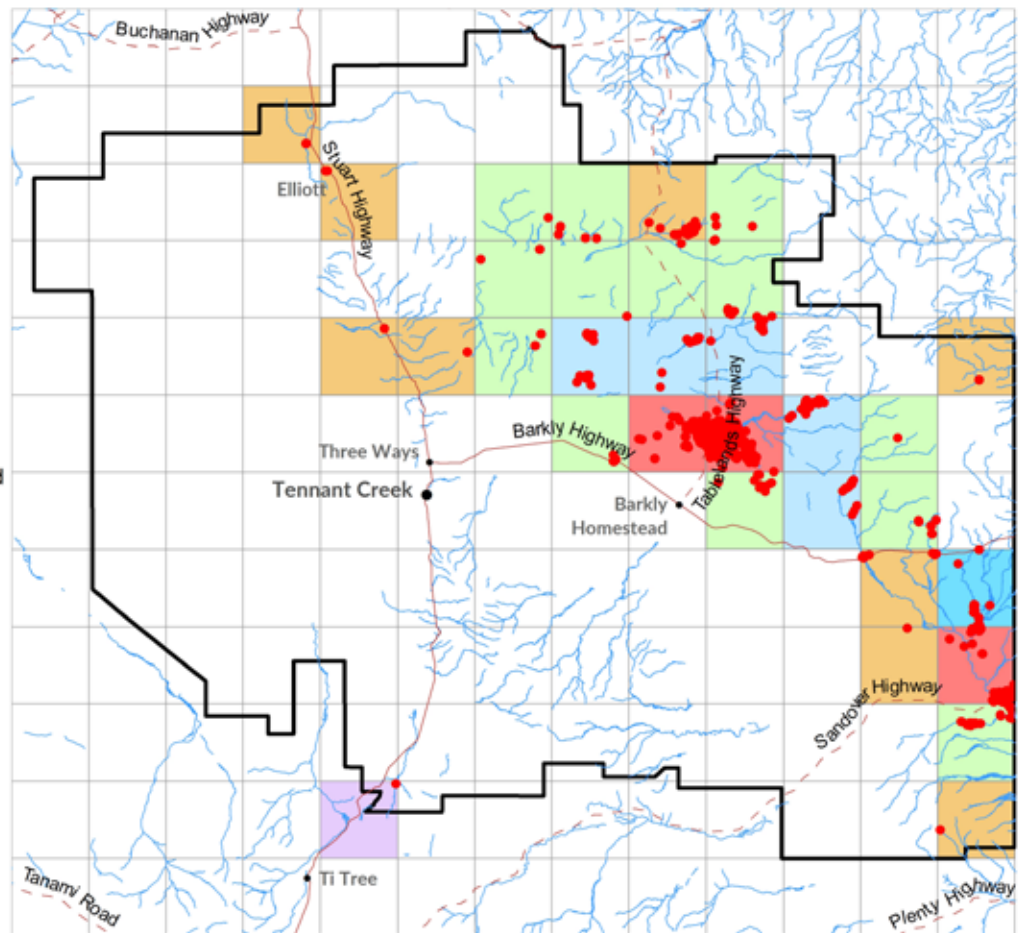 Buchanan Highway
Stuart Highway
Elliott
Tablelands Highway
Barkly Highway
Three Ways
Tennant Creek
Barkly
Homestead
Sandover Highway
Ti Tree
Tanami Road
Plenty Highway